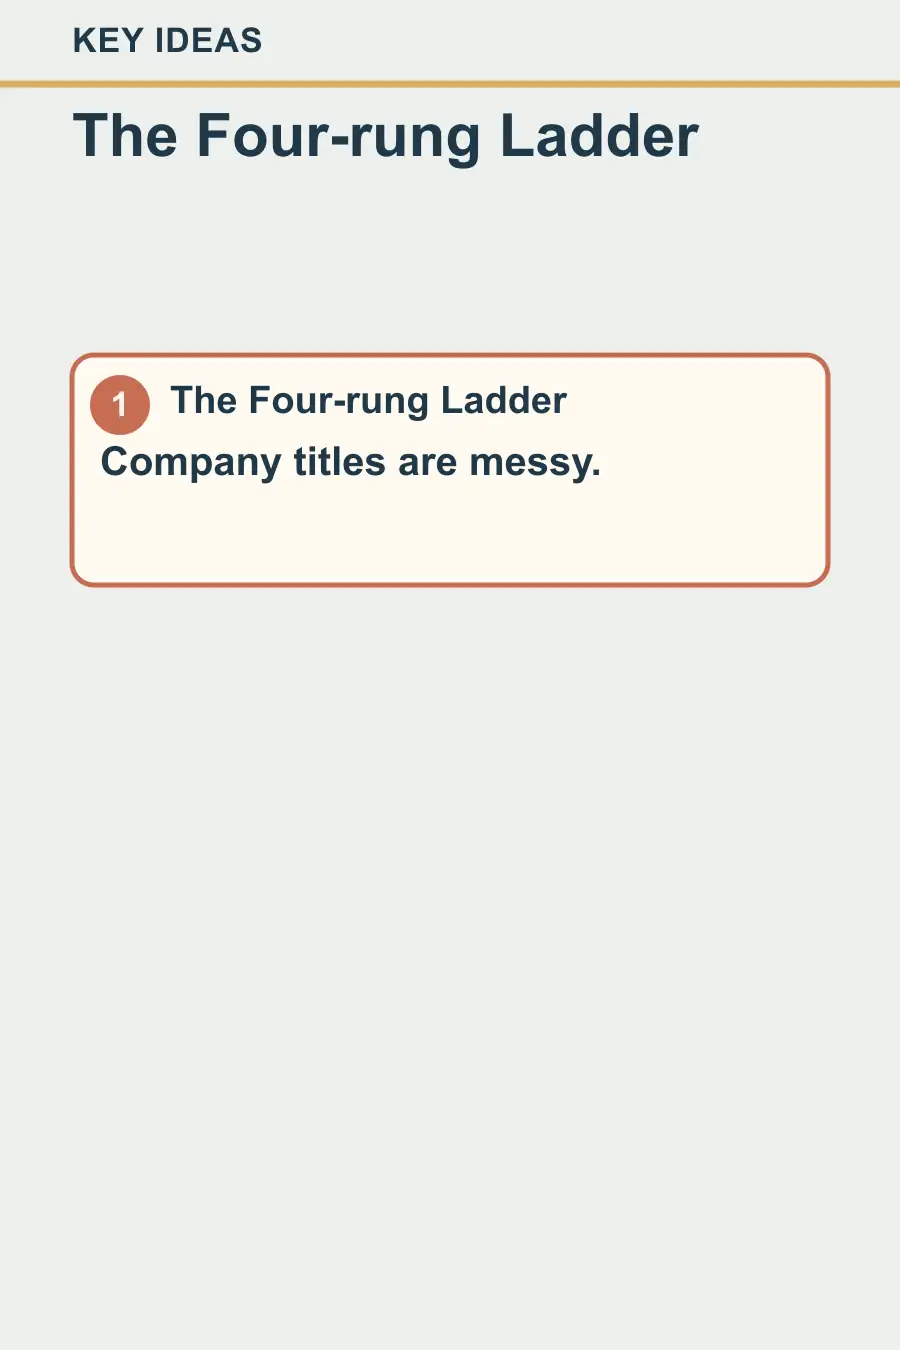 KEY IDEAS
The Four-rung Ladder
1 The Four-rung Ladder
Company titles are messy.